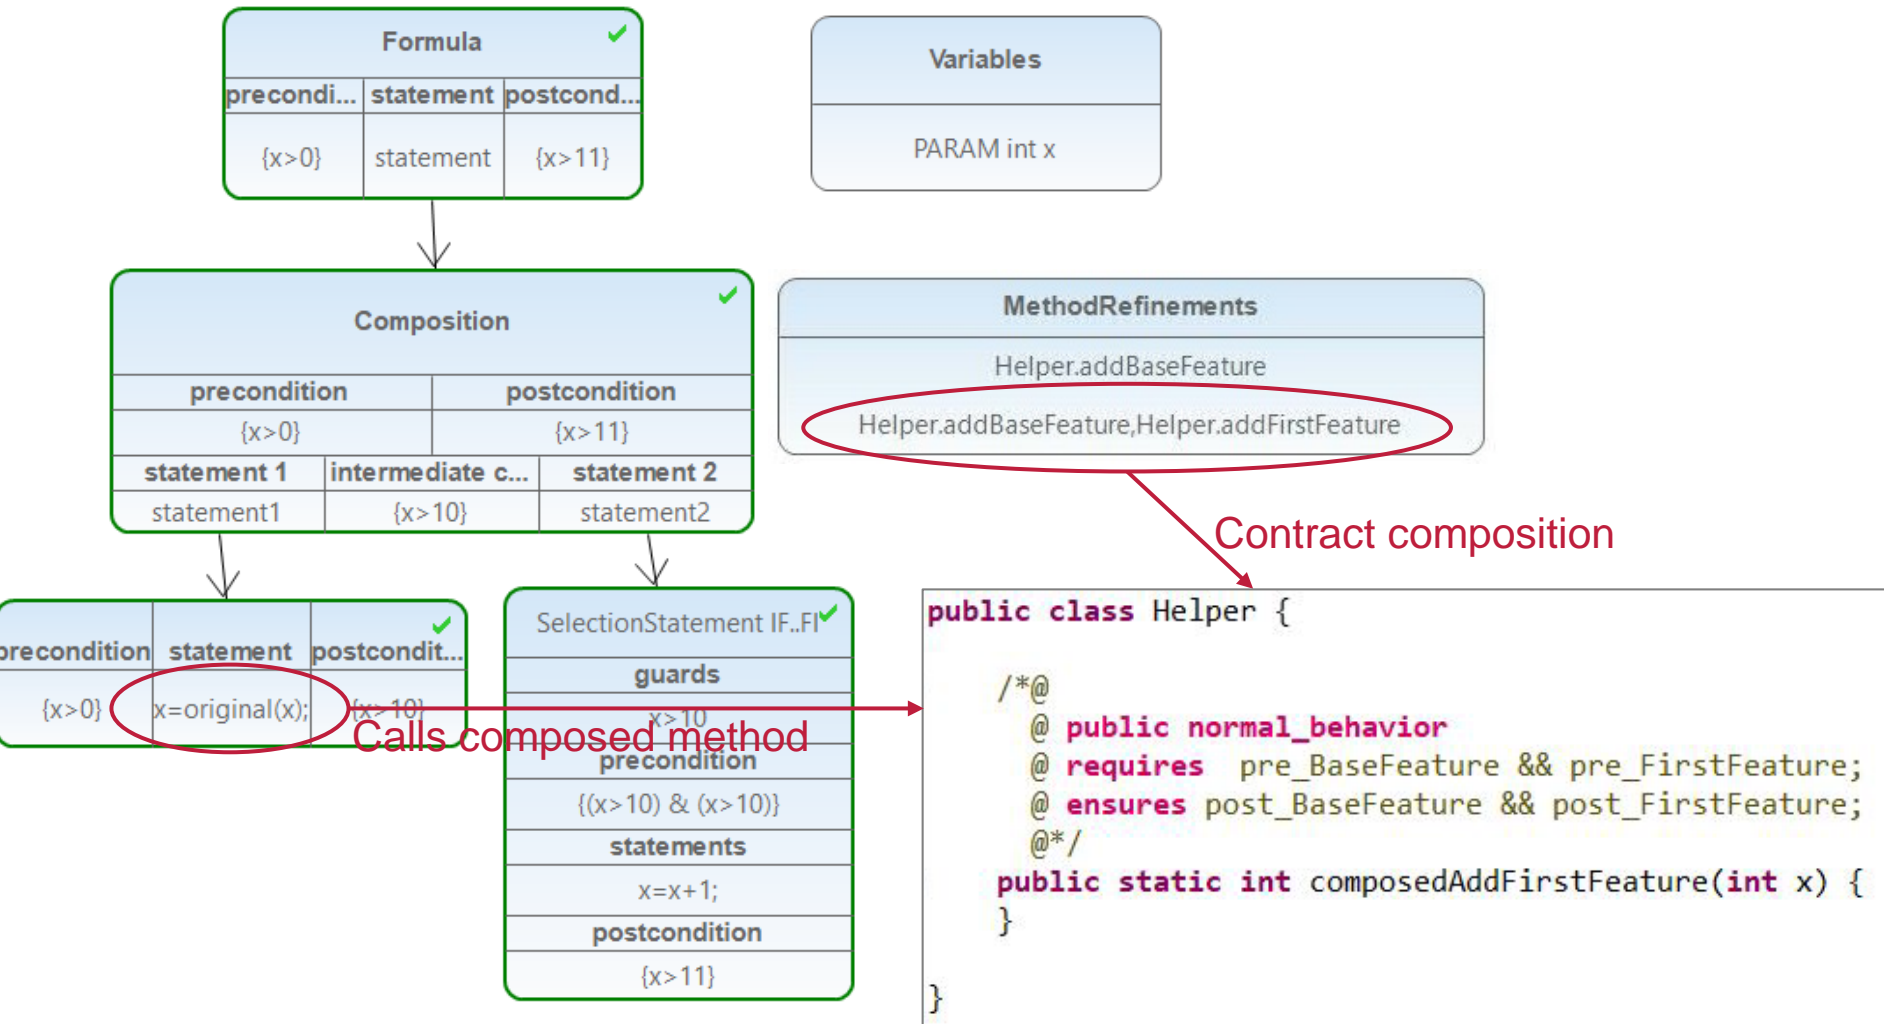 Formula
precondi... statement postcond...
{x>0} statement {x>11}
Variables
PARAM int x
Composition
precondition postcondition
{x>0} {x>11}
statement 1 intermediate c... statement 2
statement1 {x>10} statement2
MethodRefinements
Helper.addBaseFeature
Helper.addBaseFeature,Helper.addFirstFeature
Contract composition
precondition statement postcondit...
{x>0} x=original(x); {x>10}
Calls composed method
SelectionStatement IF..FI
guards
x>10
precondition
{(x>10) & (x>10)}
statements
x=x+1;
postcondition
{x>11}
public class Helper {
/*@
@ public normal_behavior
@ requires pre_BaseFeature && pre_FirstFeature;
@ ensures post_BaseFeature && post_FirstFeature;
@*/
public static int composedAddFirstFeature(int x) {
}
}